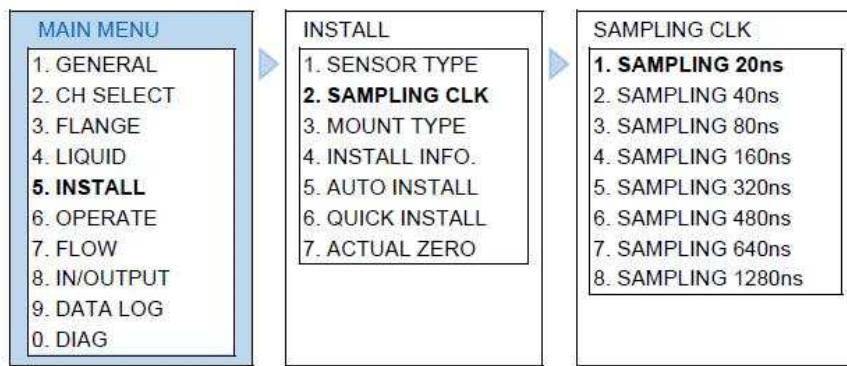 MAIN MENU
1. GENERAL
2. CH SELECT
3. FLANGE
4. LIQUID
5. INSTALL
6. OPERATE
7. FLOW
8. IN/OUTPUT
9. DATA LOG
0. DIAG
INSTALL
1. SENSOR TYPE
2. SAMPLING CLK
3. MOUNT TYPE
4. INSTALL INFO.
5. AUTO INSTALL
6. QUICK INSTALL
7. ACTUAL ZERO
SAMPLING CLK
1. SAMPLING 20ns
2. SAMPLING 40ns
3. SAMPLING 80ns
4. SAMPLING 160ns
5. SAMPLING 320ns
6. SAMPLING 480ns
7. SAMPLING 640ns
8. SAMPLING 1280ns